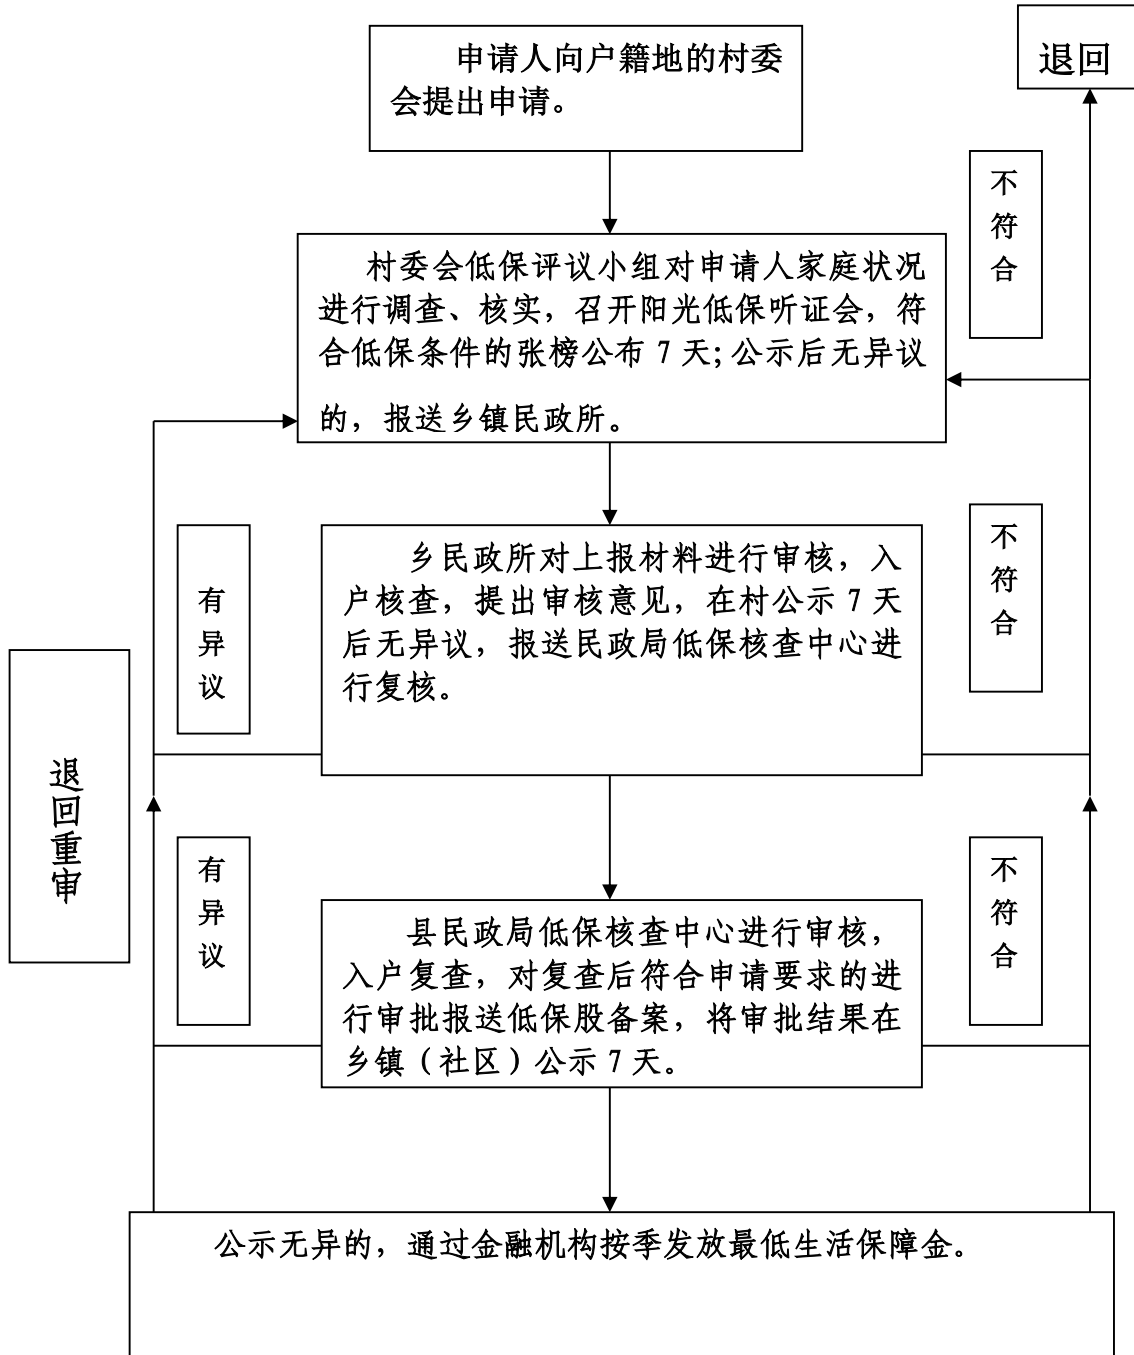 申请人向户籍地的村委
会提出申请。
退回
不
符
合
村委会低保评议小组对申请人家庭状况
进行调查、核实，召开阳光低保听证会，符
合低保条件的张榜公布 7 天；公示后无异议
的，报送乡镇民政所。
有
异
议
乡民政所对上报材料进行审核，入
户核查，提出审核意见，在村公示 7 天
后无异议，报送民政局低保核查中心进
行复核。
不
符
合
退
回
重
审
有
异
议
县民政局低保核查中心进行审核，
入户复查，对复查后符合申请要求的进
行审批报送低保股备案，将审批结果在
乡镇（社区）公示 7 天。
不
符
合
公示无异的，通过金融机构按季发放最低生活保障金。